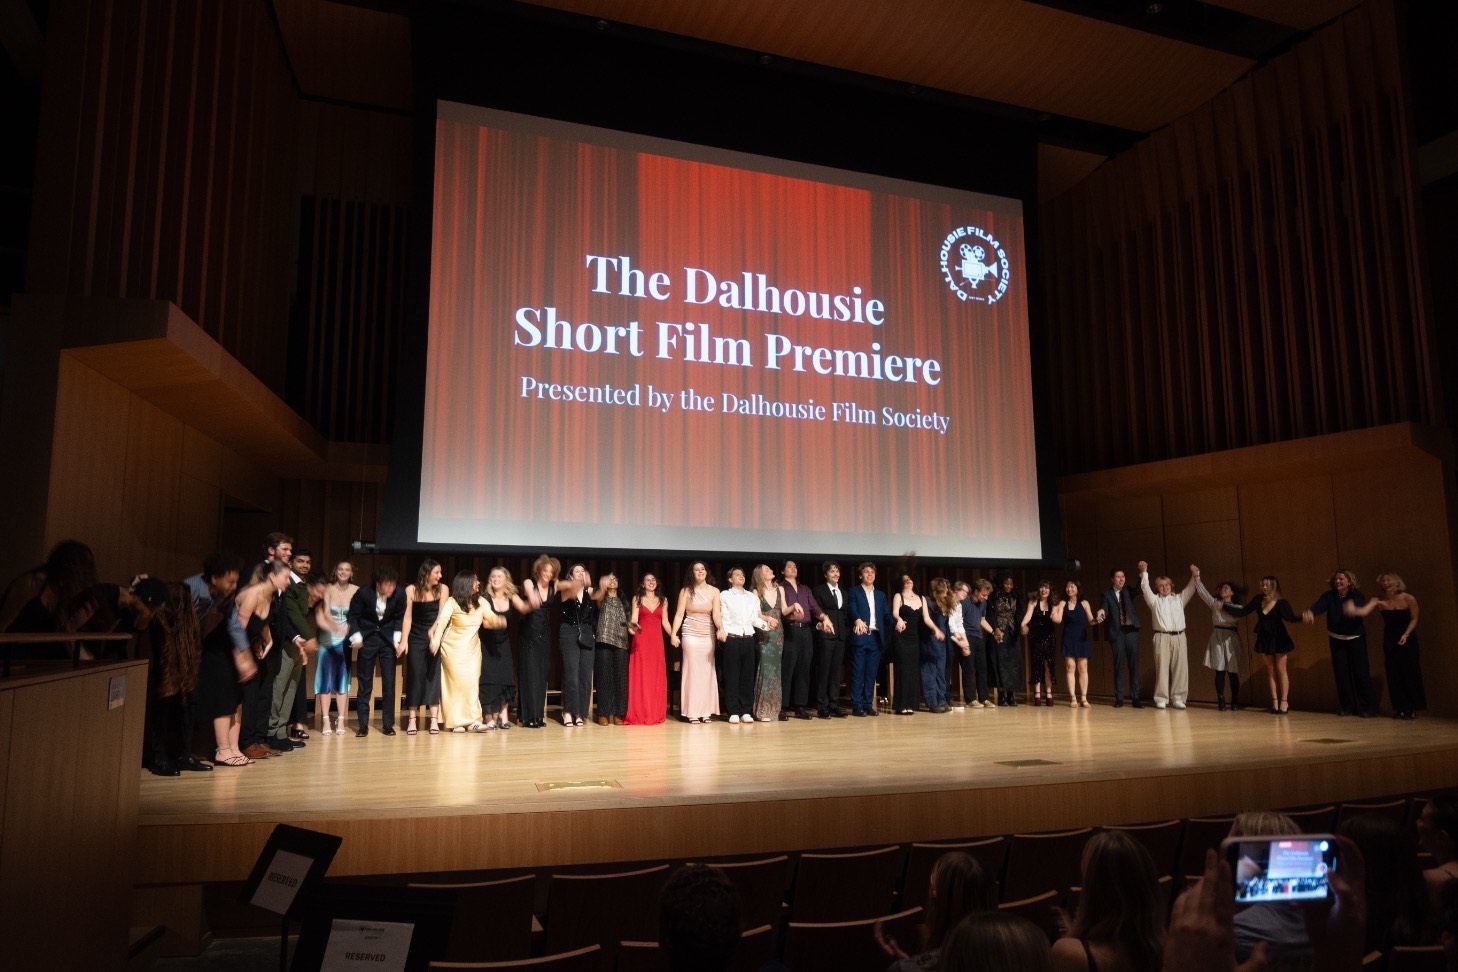 The Dalhousie
Short Film Premiere
Presented by the Dalhousie Film Society
DALHOUSIE FILM SOCIETY
RESERVED
RESERVED